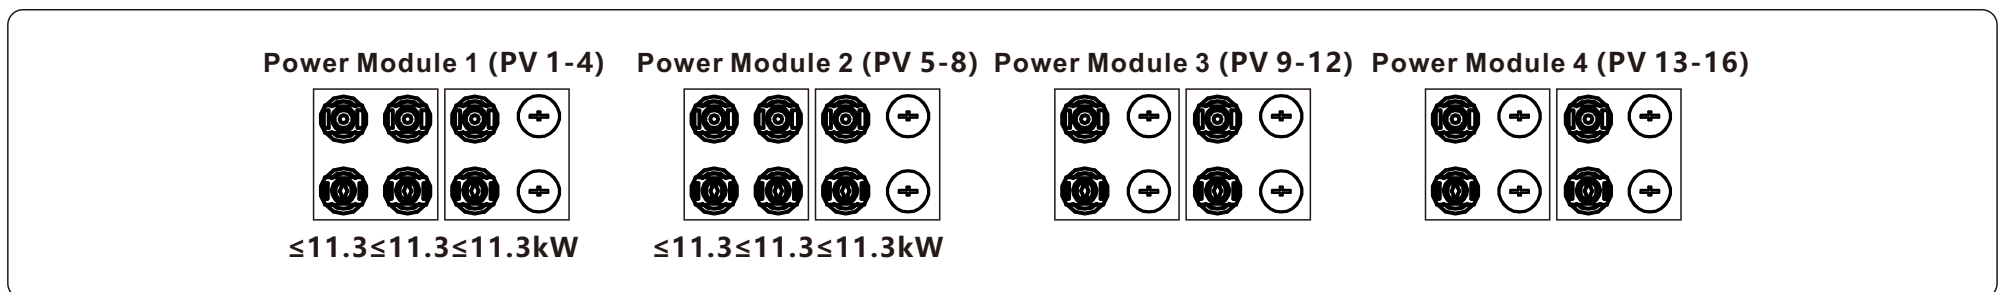 Power Module 1 (PV 1-4) Power Module 2 (PV 5-8) Power Module 3 (PV 9-12) Power Module 4 (PV 13-16)
≤11.3≤11.3≤11.3kW ≤11.3≤11.3≤11.3kW